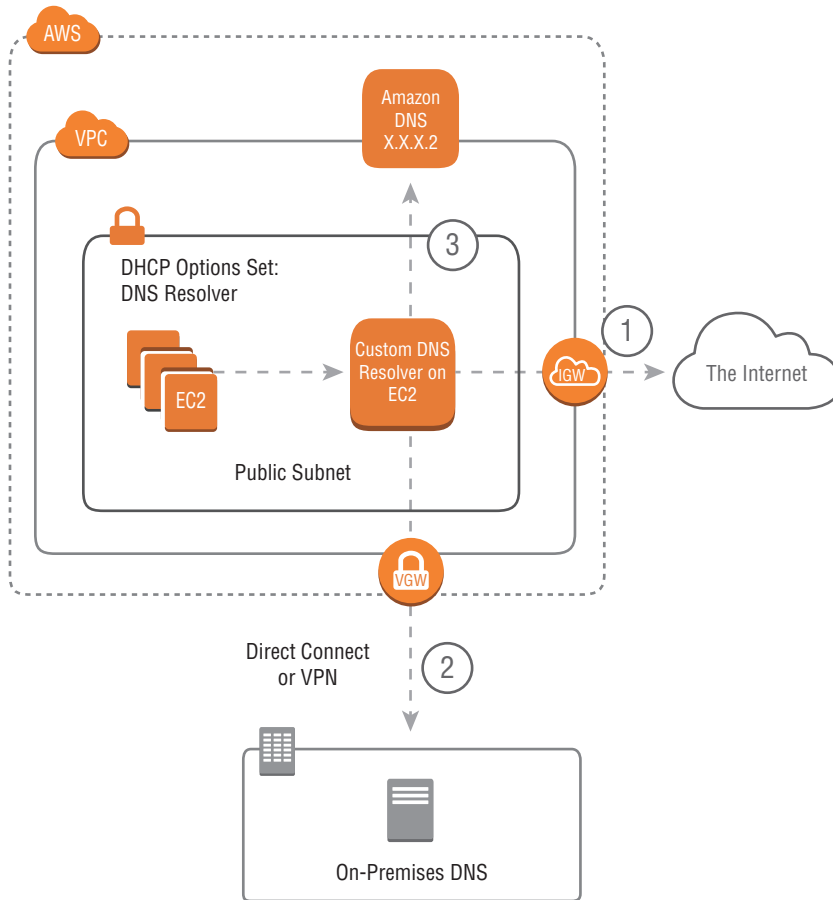 AWS
Amazon
DNS
X.X.X.2
VPC
3
DHCP Options Set:
DNS Resolver
1
Custom DNS
Resolver on
EC2
IGW
The Internet
EC2
Public Subnet
VGW
Direct Connect
or VPN
2
On-Premises DNS